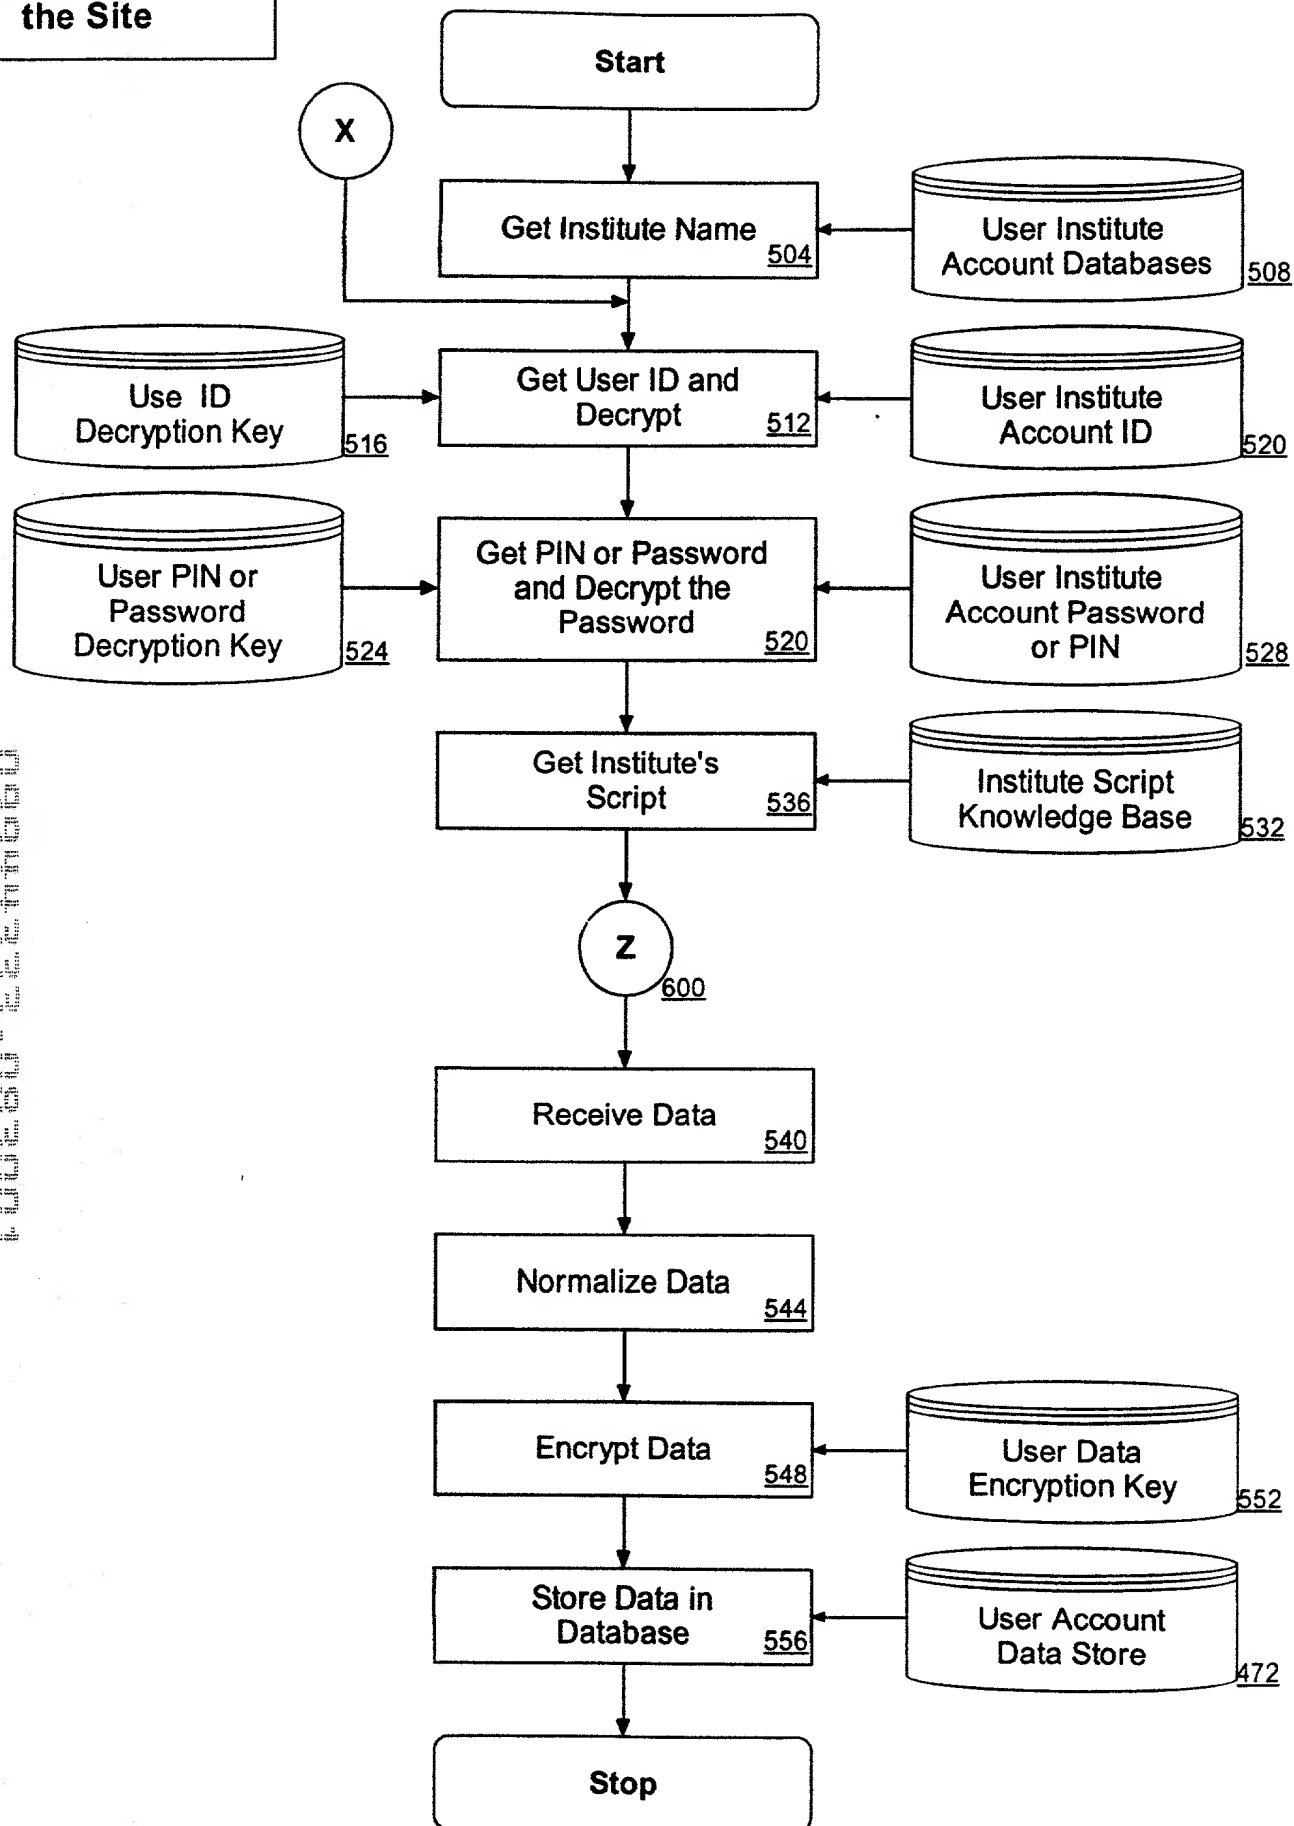 the Site
Start
X
Get Institute Name
504
User Institute
Account Databases
508
Use ID
Decryption Key
516
Get User ID and
Decrypt
512
User Institute
Account ID
520
User PIN or
Password
Decryption Key
524
Get PIN or Password
and Decrypt the
Password
520
User Institute
Account Password
or PIN
528
Get Institute's
Script
536
Institute Script
Knowledge Base
532
Z
600
Receive Data
540
Normalize Data
544
Encrypt Data
548
User Data
Encryption Key
552
Store Data in
Database
556
User Account
Data Store
472
Stop